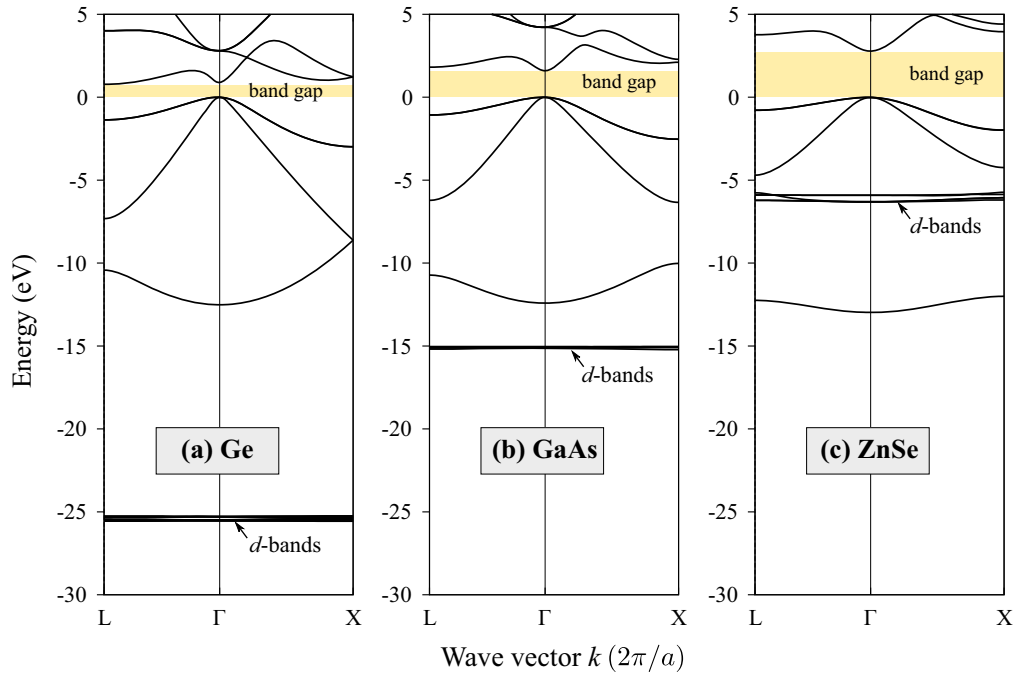 5
0
-5
-10
-15
-20
-25
-30
Energy (eV)
band gap
(a) Ge
d-bands
L Γ X
5
0
-5
-10
-15
-20
-25
-30
band gap
d-bands
(b) GaAs
L Γ X
5
0
-5
-10
-15
-20
-25
-30
band gap
d-bands
(c) ZnSe
L Γ X
Wave vector k (2π/a)